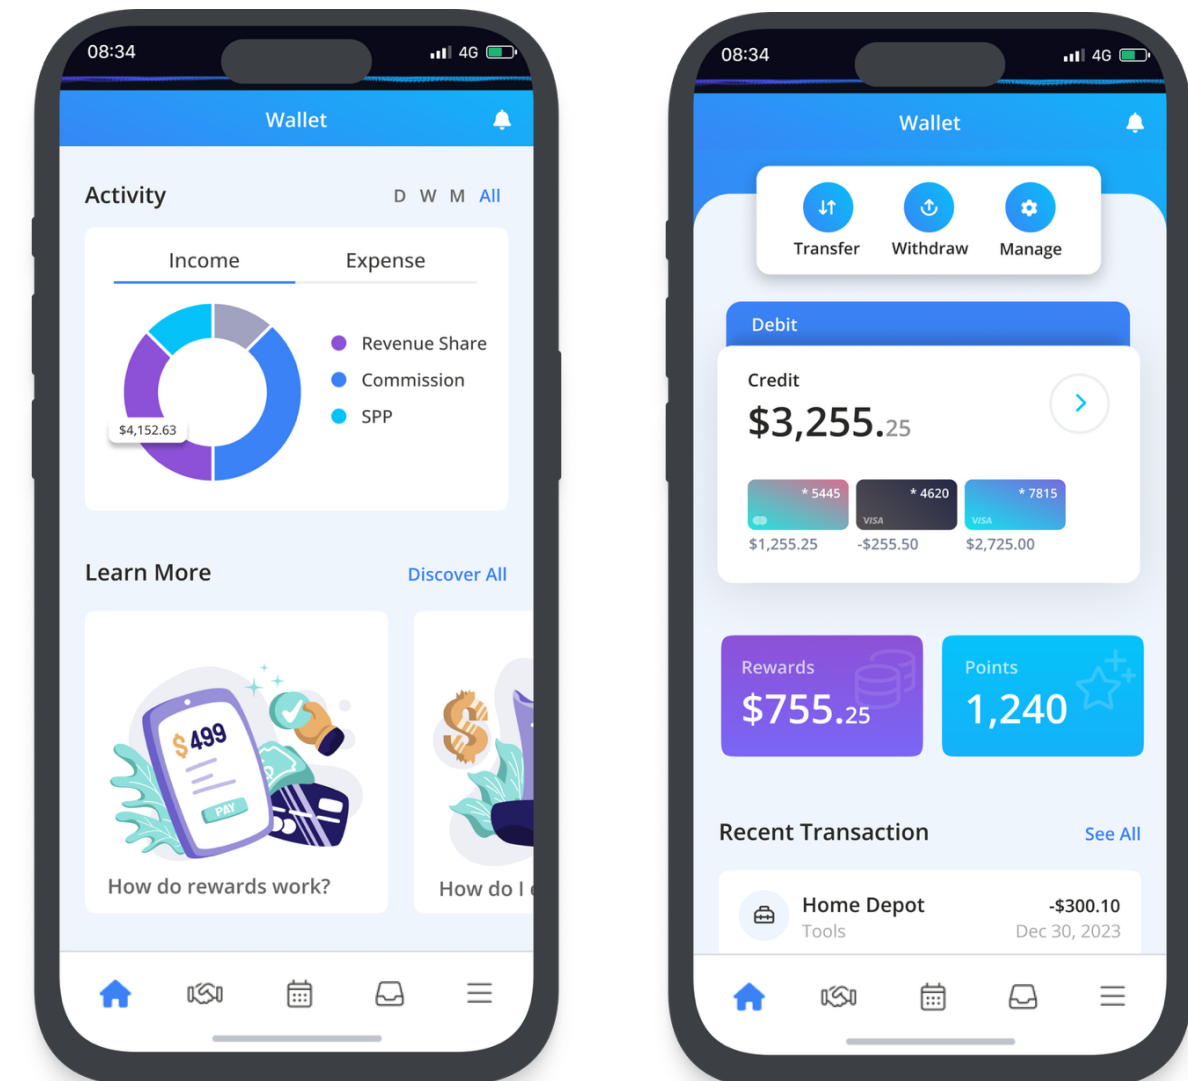 08:34
4G
Wallet
Activity
D W M All
Income Expense
Revenue Share
Commission
SPP
$4,152.63
Learn More
Discover All
$499
PAY
How do rewards work?
How do I
08:34
4G
Wallet
Transfer Withdraw Manage
Debit
Credit
$3,255.25
* 5445 * 4620 * 7815
VISA VISA
$1,255.25 -$255.50 $2,725.00
Rewards Points
$755.25 1,240
Recent Transaction See All
Home Depot -$300.10
Tools Dec 30, 2023